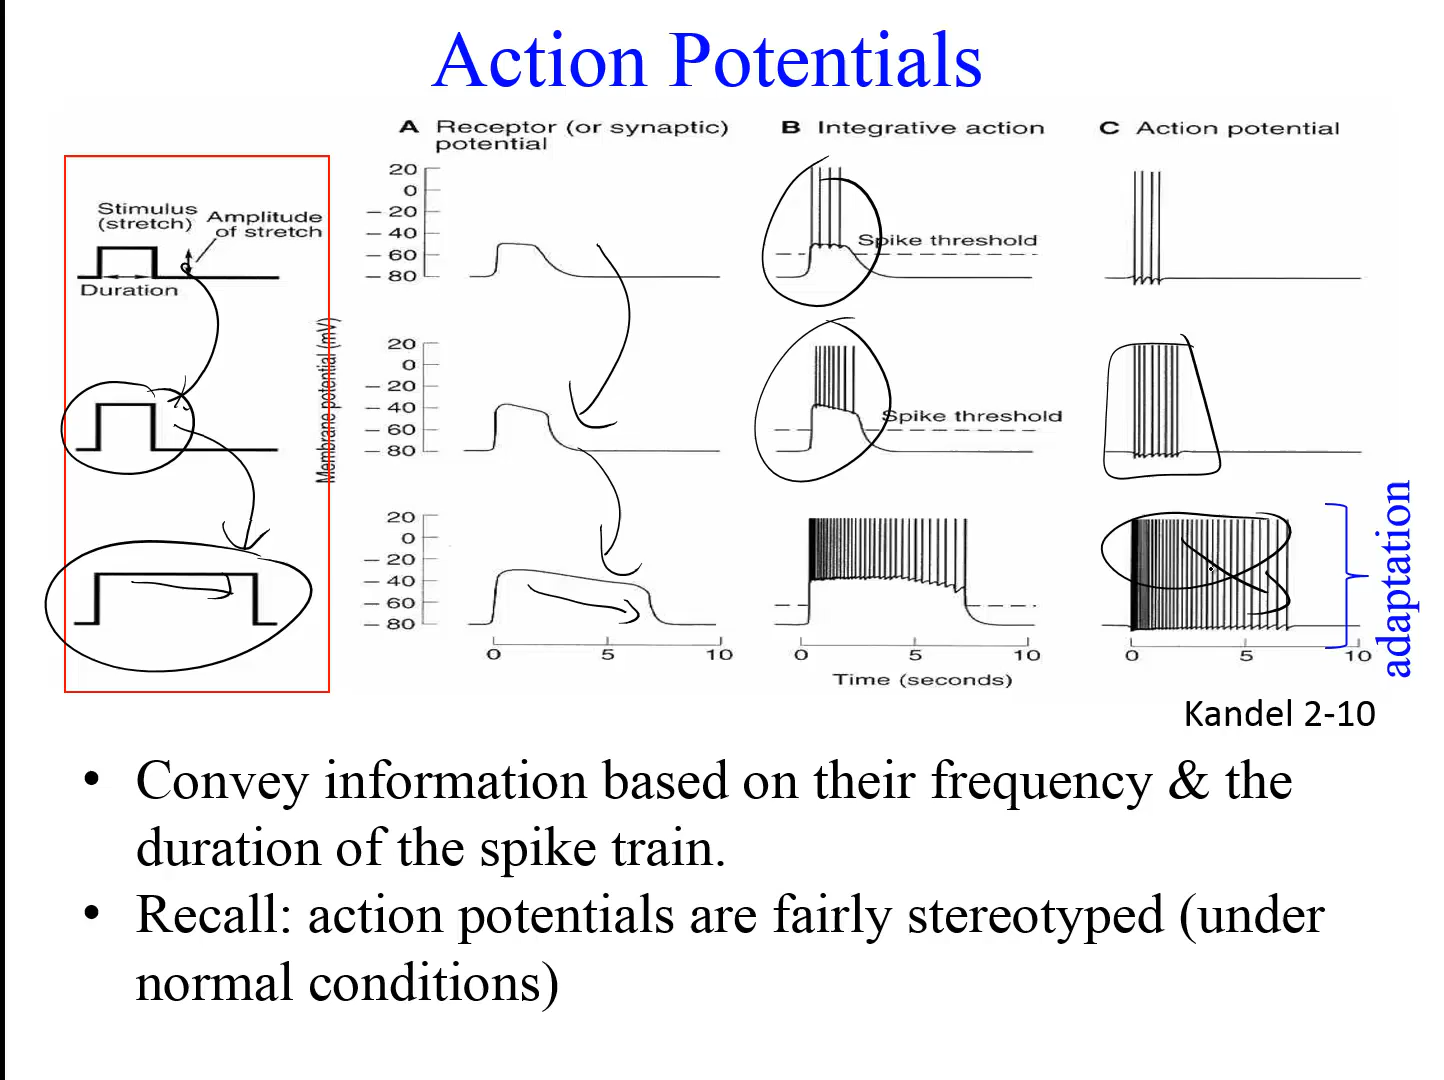 Action Potentials
A Receptor (or synaptic)
potential
B Integrative action
C Action potential
Stimulus
(stretch)
Amplitude
of stretch
Duration
Membrane potential (mV)
20
0
– 20
– 40
– 60
– 80
Spike threshold
20
0
– 20
– 40
– 60
– 80
Spike threshold
20
0
– 20
– 40
– 60
– 80
0 5 10
0 5 10
0 5 10
Time (seconds)
adaptation
Kandel 2-10
• Convey information based on their frequency & the
duration of the spike train.
• Recall: action potentials are fairly stereotyped (under
normal conditions)